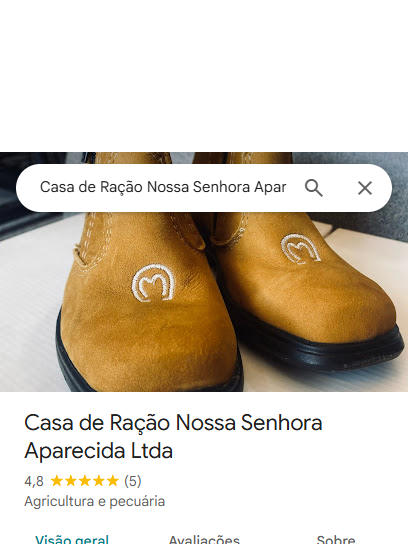 Casa de Ração Nossa Senhora Apar
Casa de Ração Nossa Senhora
Aparecida Ltda
4,8 (5)
Agricultura e pecuária
Visão geral Avaliações Sobre